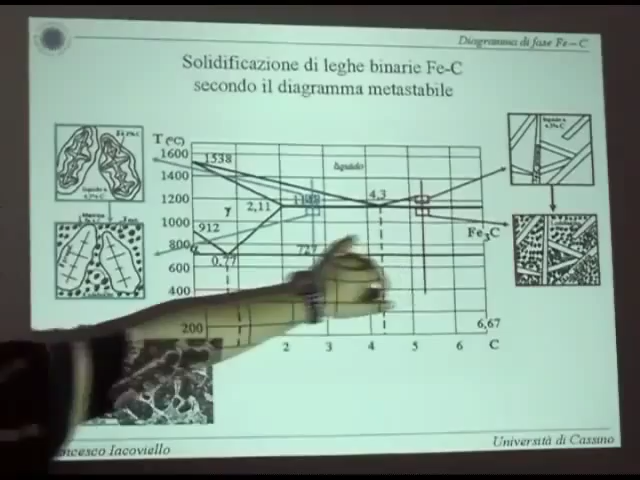 Diagramma di fase Fe-C
Solidificazione di leghe binarie Fe-C
secondo il diagramma metastabile
T (°C)
1600
1538
liquido
1400
1200
2,11
4,3
γ
1000
912
Fe3C
800
727
0,77
600
400
200
6,67
2
3
4
5
6
C
ncesco Iacoviello
Università di Cassino